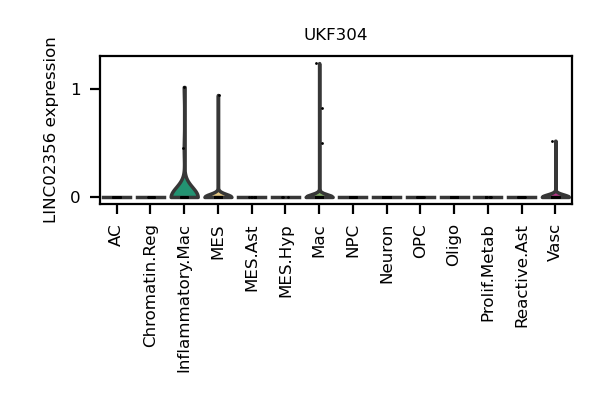 UKF304
LINC02356 expression
1
0
AC
Chromatin.Reg
Inflammatory.Mac
MES
MES.Ast
MES.Hyp
Mac
NPC
Neuron
OPC
Oligo
Prolif.Metab
Reactive.Ast
Vasc